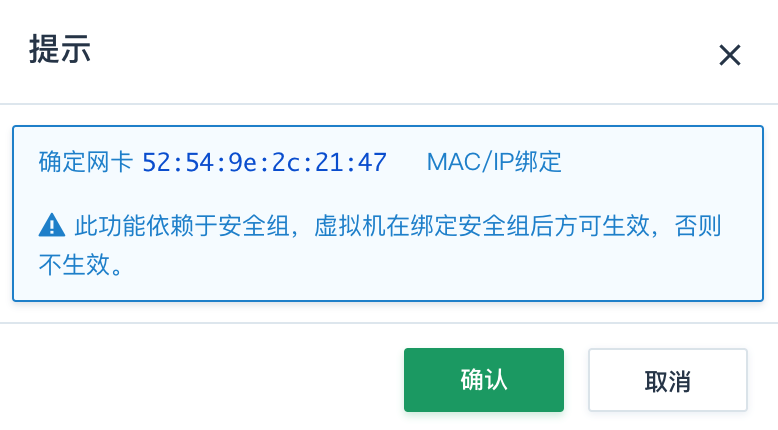 提示
确定网卡 52:54:9e:2c:21:47 MAC/IP绑定
此功能依赖于安全组，虚拟机在绑定安全组后方可生效，否则
不生效。
确认 取消